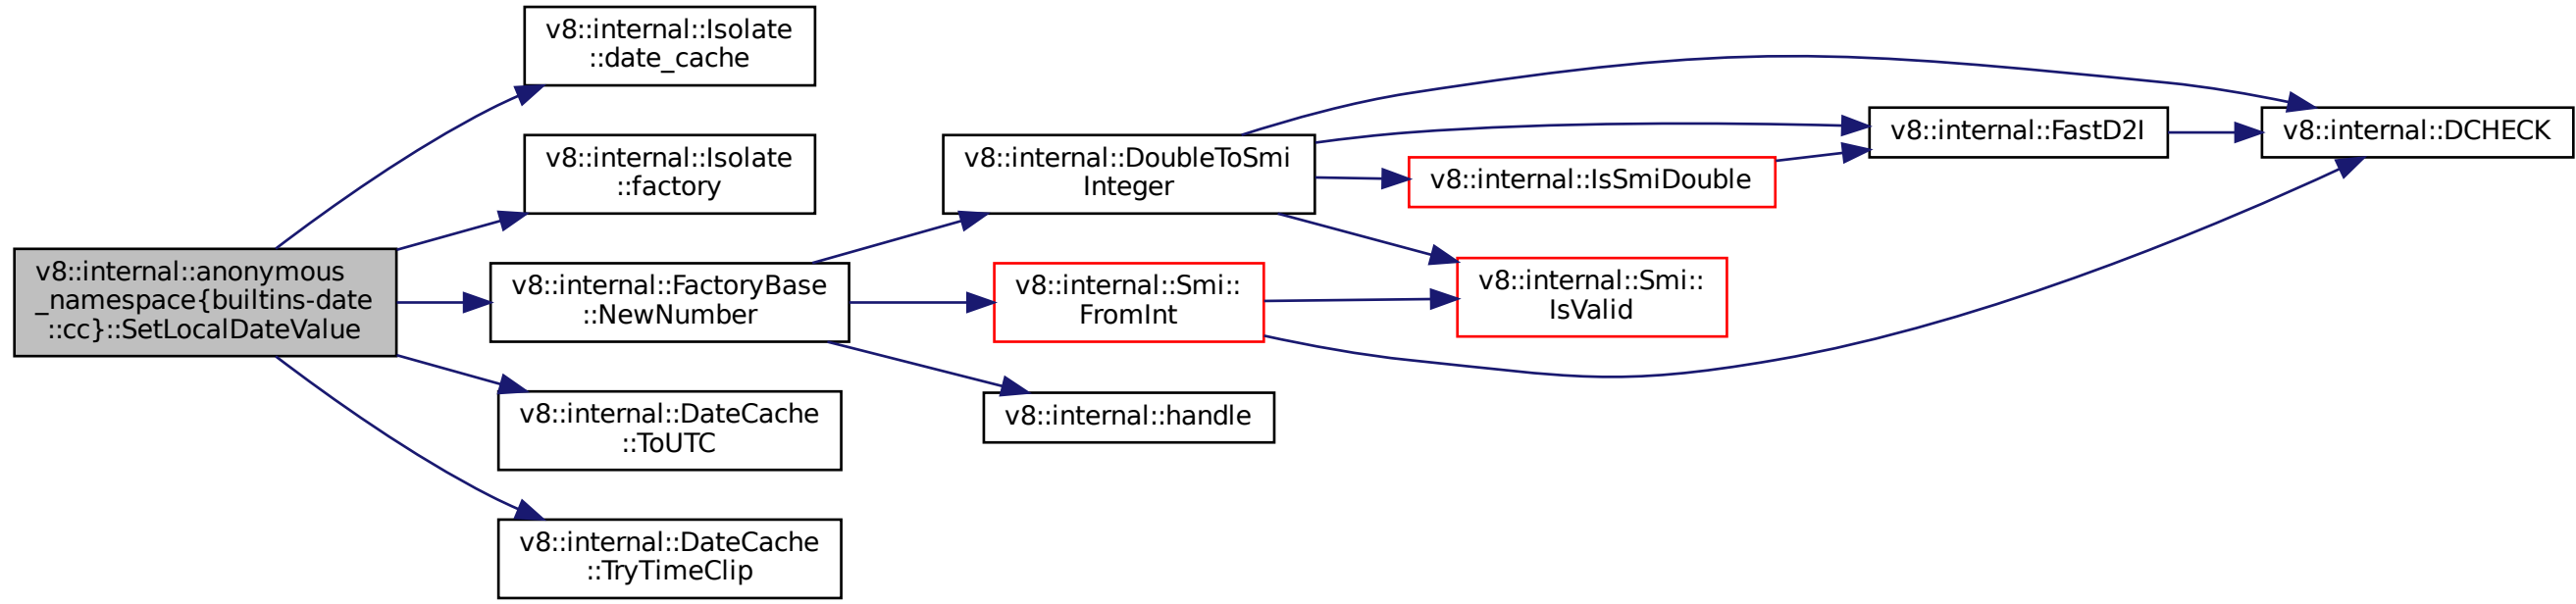 v8::internal::anonymous
_namespace{builtins-date
::cc}::SetLocalDateValue
v8::internal::Isolate
::date_cache
v8::internal::Isolate
::factory
v8::internal::FactoryBase
::NewNumber
v8::internal::DateCache
::ToUTC
v8::internal::DateCache
::TryTimeClip
v8::internal::DoubleToSmi
Integer
v8::internal::Smi::
FromInt
v8::internal::handle
v8::internal::IsSmiDouble
v8::internal::Smi::
IsValid
v8::internal::FastD2I
v8::internal::DCHECK